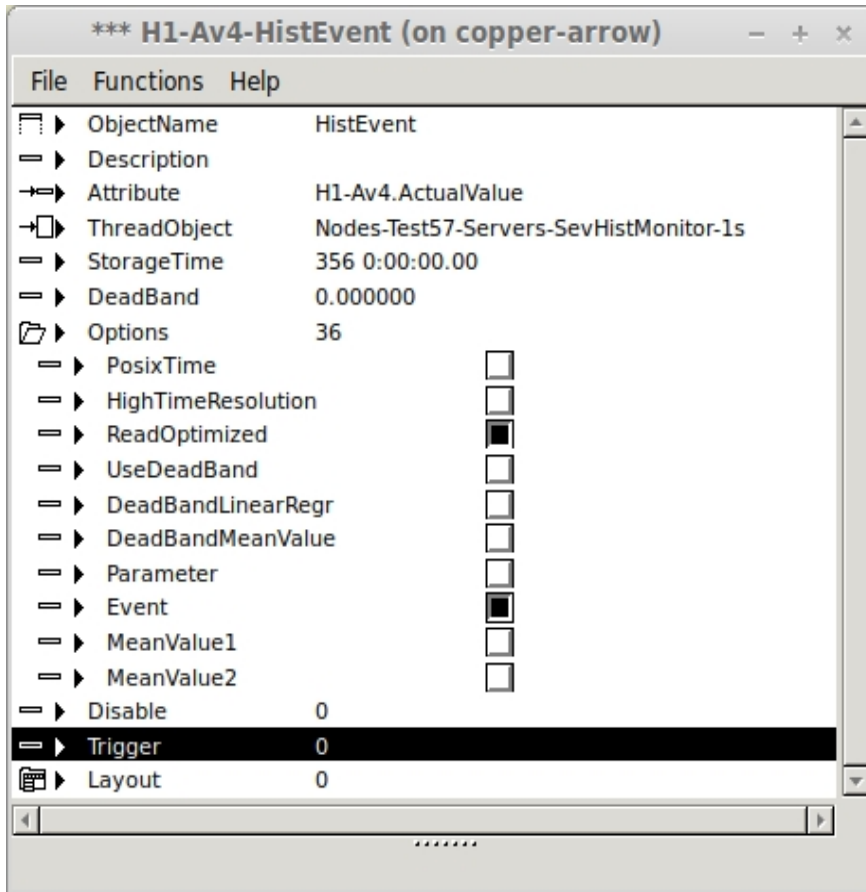 *** H1-Av4-HistEvent (on copper-arrow)
File Functions Help
ObjectName HistEvent
Description
Attribute H1-Av4.ActualValue
ThreadObject Nodes-Test57-Servers-SevHistMonitor-1s
StorageTime 356 0:00:00.00
DeadBand 0.000000
Options 36
PosixTime
HighTimeResolution
ReadOptimized
UseDeadBand
DeadBandLinearRegr
DeadBandMeanValue
Parameter
Event
MeanValue1
MeanValue2
Disable 0
Trigger 0
Layout 0